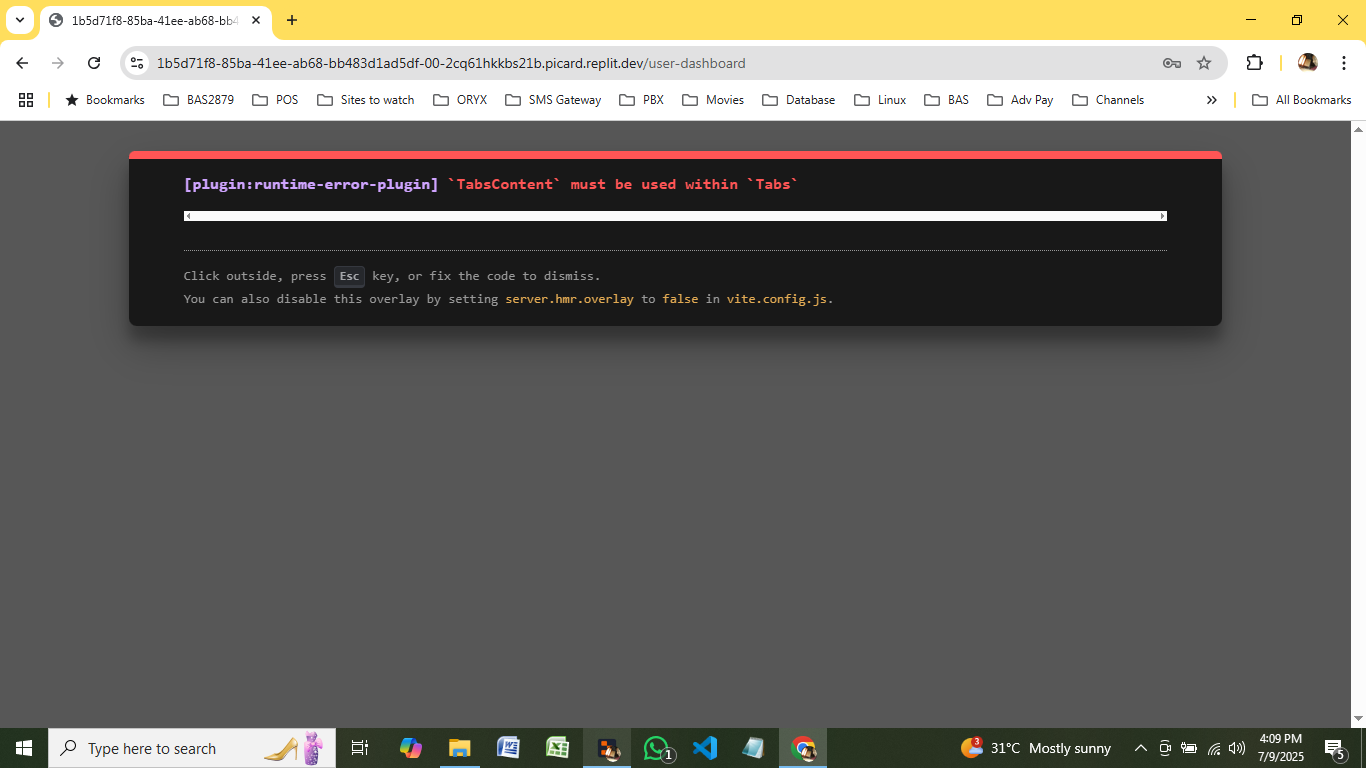 1b5d71f8-85ba-41ee-ab68-bb4
1b5d71f8-85ba-41ee-ab68-bb483d1ad5df-00-2cq61hkkbs21b.picard.replit.dev/user-dashboard
Bookmarks BAS2879 POS Sites to watch ORYX SMS Gateway PBX Movies Database Linux BAS Adv Pay Channels » All Bookmarks
[plugin:runtime-error-plugin] `TabsContent` must be used within `Tabs`
Click outside, press Esc key, or fix the code to dismiss.
You can also disable this overlay by setting server.hmr.overlay to false in vite.config.js.
Type here to search 1 3 31°C Mostly sunny 4:09 PM
7/9/2025 5